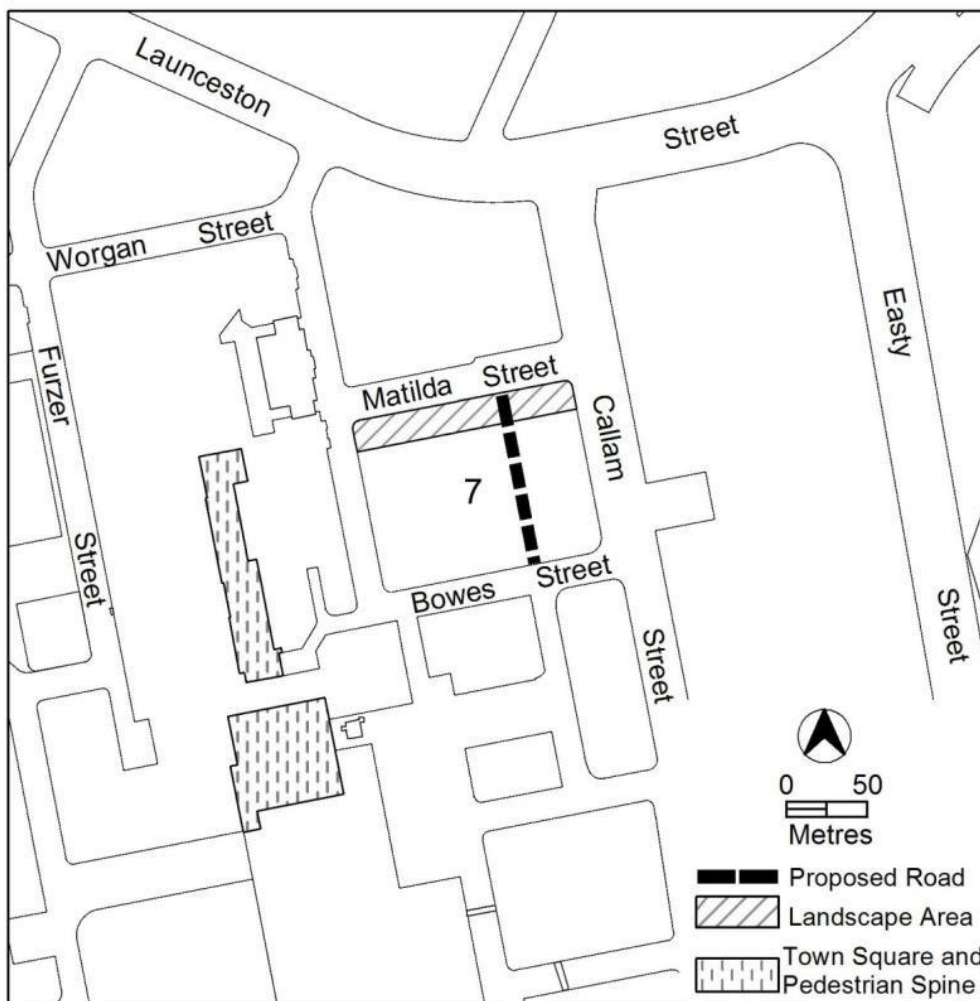 Launceston
Street
Worgan Street
Easty
Furzer
Matilda Street
Callam
7
Street
Bowes Street
Street
Street
0 50
Metres
Proposed Road
Landscape Area
Town Square and
Pedestrian Spine